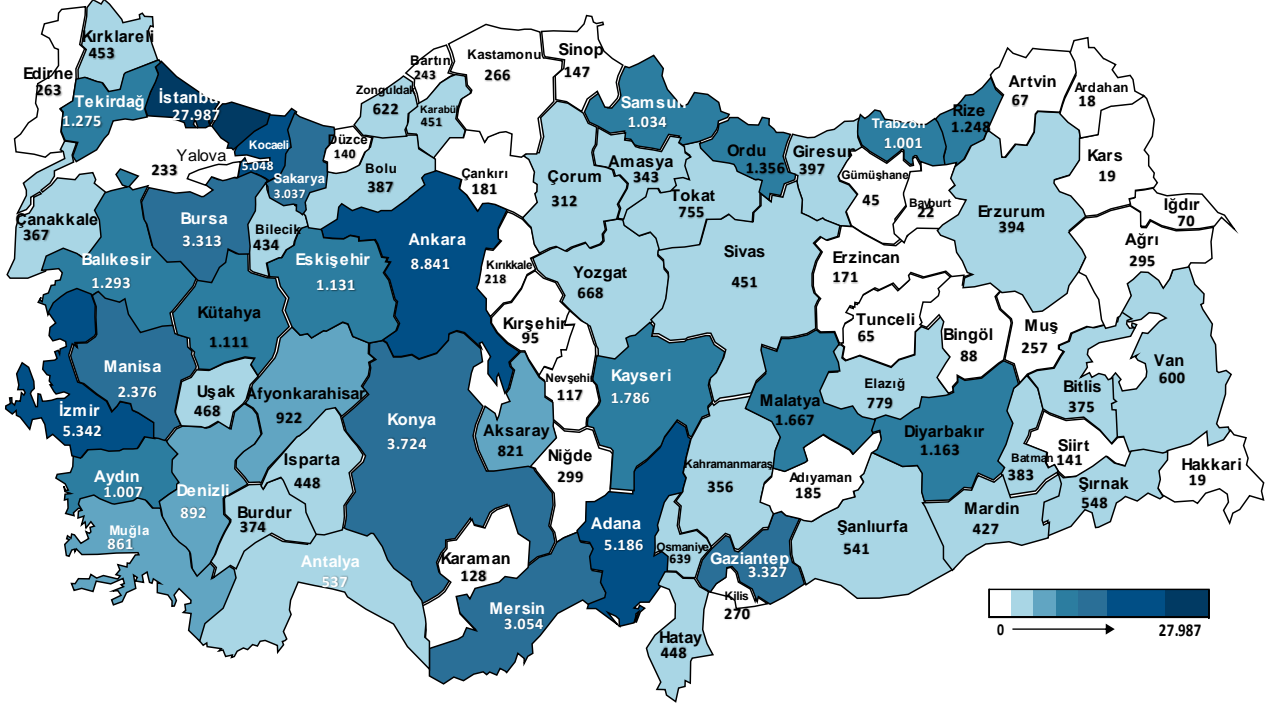 Kırklareli
453
Edirne
263
Tekirdağ
1.275
İstanbu
27.987
Yalova
233
Kocaeli
5.048
Sakarya
3.037
Düzce
140
Zonguldak
622
Bartın
243
Karabük
451
Kastamonu
266
Sinop
147
Samsun
1.034
Bolu
387
Çankırı
181
Çorum
312
Amasya
343
Tokat
755
Ordu
1.356
Giresun
397
Trabzon
1.001
Rize
1.248
Artvin
67
Ardahan
18
Kars
19
Iğdır
70
Ağrı
295
Gümüşhane
45
Bayburt
22
Erzurum
394
Erzincan
171
Çanakkale
367
Balıkesir
1.293
Bursa
3.313
Bilecik
434
Eskişehir
1.131
Kütahya
1.111
Ankara
8.841
Kırıkkale
218
Kırşehir
95
Yozgat
668
Sivas
451
Tunceli
65
Bingöl
88
Muş
257
Van
600
Bitlis
375
Manisa
2.376
Uşak
468
Afyonkarahisar
922
İzmir
5.342
Konya
3.724
Aksaray
821
Nevşehir
117
Niğde
299
Kayseri
1.786
Malatya
1.667
Elazığ
779
Diyarbakır
1.163
Batman
383
Siirt
141
Şırnak
548
Hakkari
19
Mardin
427
Şanlıurfa
541
Adıyaman
185
Kahramanmaraş
356
Aydın
1.007
Denizli
892
Muğla
861
Isparta
448
Burdur
374
Antalya
537
Karaman
128
Mersin
3.054
Adana
5.186
Osmaniye
639
Gaziantep
3.327
Kilis
270
Hatay
448
0
27.987